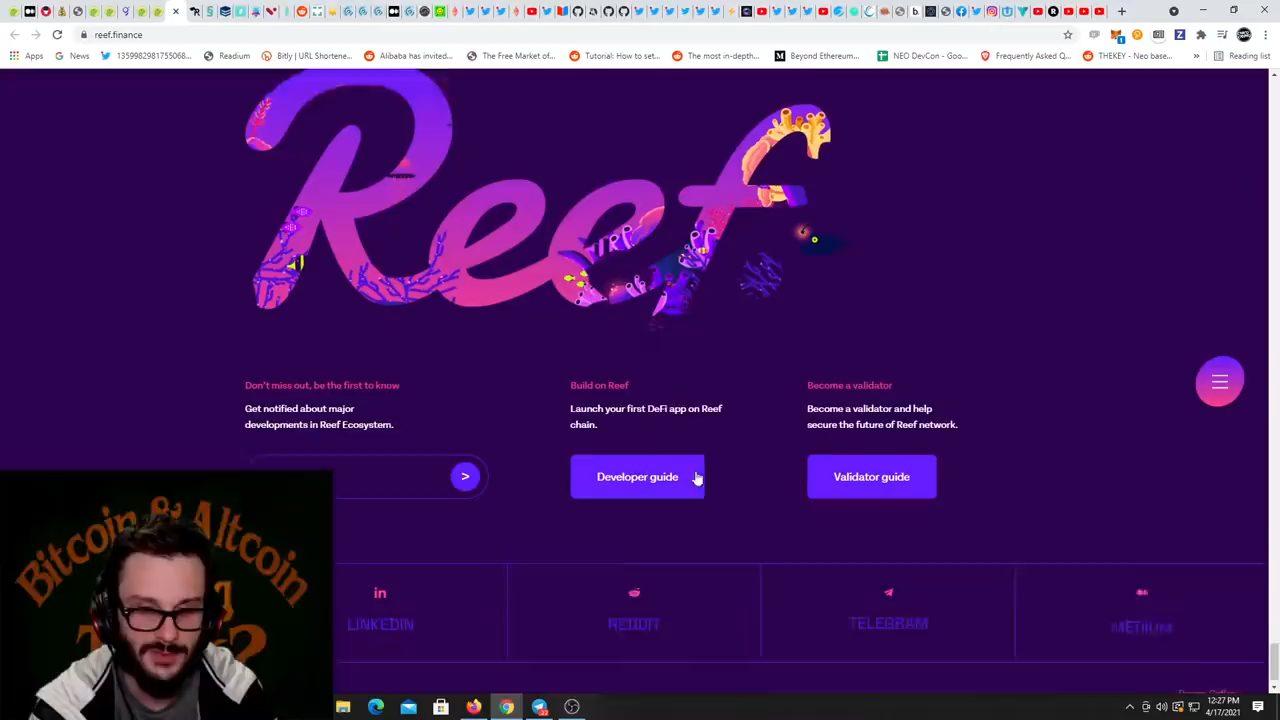 reef.finance
Apps
News
1359982981755068...
Readium
Bitly | URL Shortene...
Alibaba has invited...
The Free Market of...
Tutorial: How to set...
The most in-depth...
Beyond Ethereum...
NEO DevCon - Goo...
Frequently Asked Q...
THEKEY - Neo base...
Reading list
Reef
Don't miss out, be the first to know
Get notified about major
developments in Reef Ecosystem.
>
Build on Reef
Launch your first DeFi app on Reef
chain.
Developer guide
Become a validator
Become a validator and help
secure the future of Reef network.
Validator guide
Bitcoin & Altcoin
LINKEDIN
REDDIT
TELEGRAM
MEDIUM
12:27 PM
4/17/2021